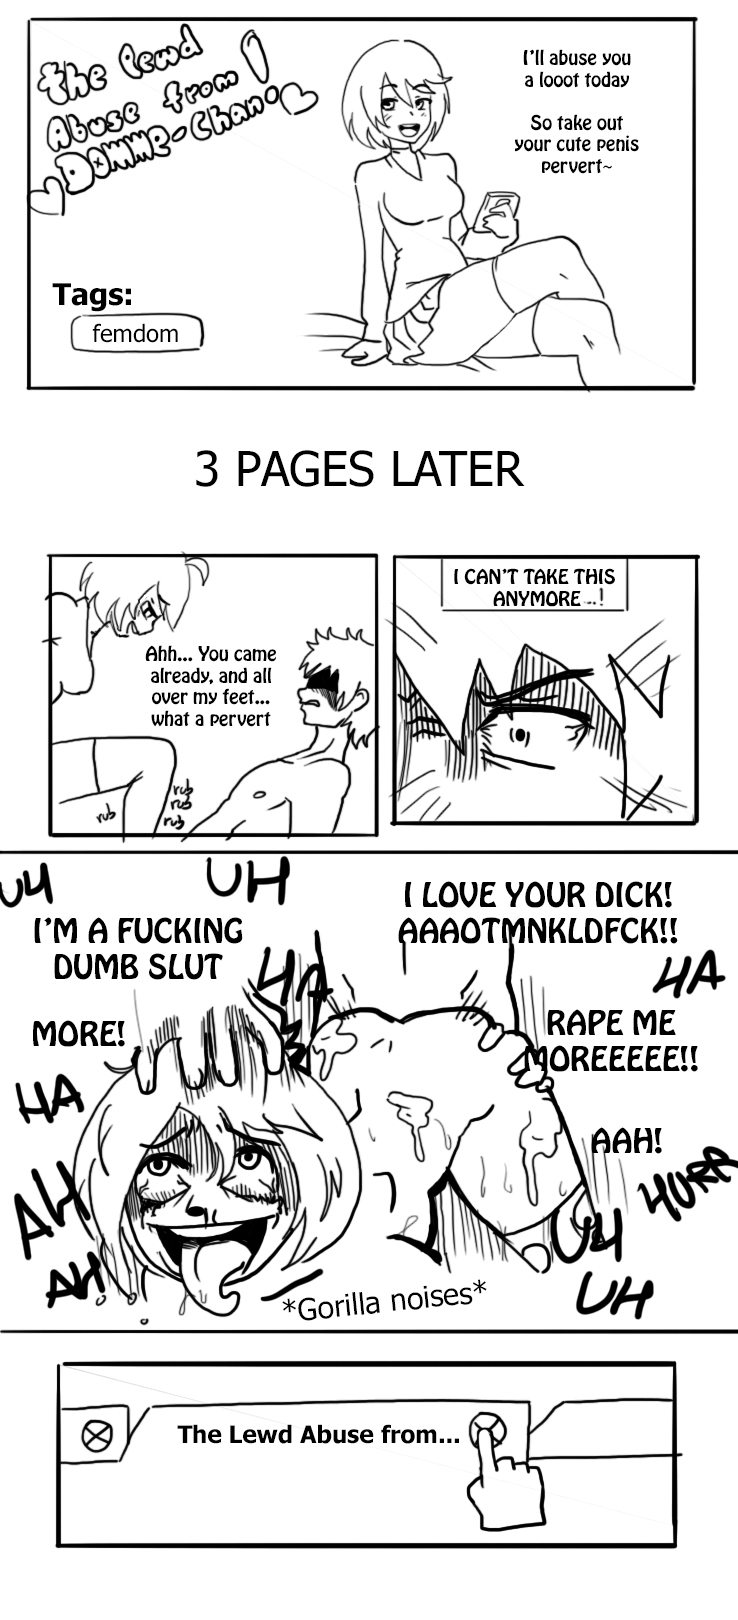 The Lewd
Abuse from
Domme-Chan!
I'll abuse you
a looot today
So take out
your cute penis
pervert~
Tags:
femdom
3 PAGES LATER
Ahh... You came
already, and all
over my feet...
what a pervert
rub
rub
rub
rub
I CAN'T TAKE THIS
ANYMORE...!
UH
UH
I'M A FUCKING
DUMB SLUT
MORE!
HA
I LOVE YOUR DICK!
AAAOTMNKLDFCK!!
HA
RAPE ME
MOREEEEE!!
HA
AH
AH
AAH!
HURR
UH
UH
*Gorilla noises*
The Lewd Abuse from...